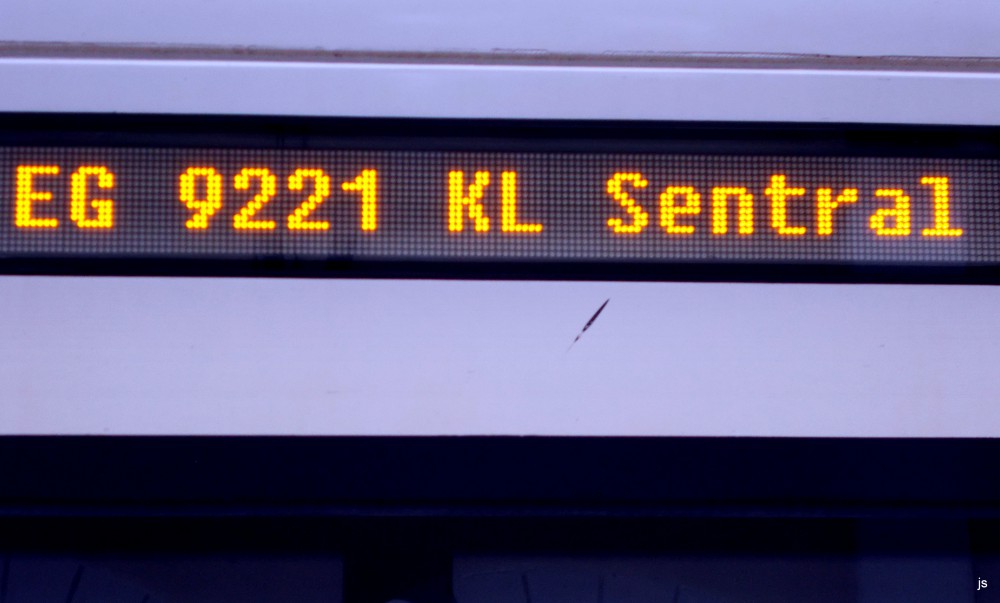 EG 9221 KL Sentral
js